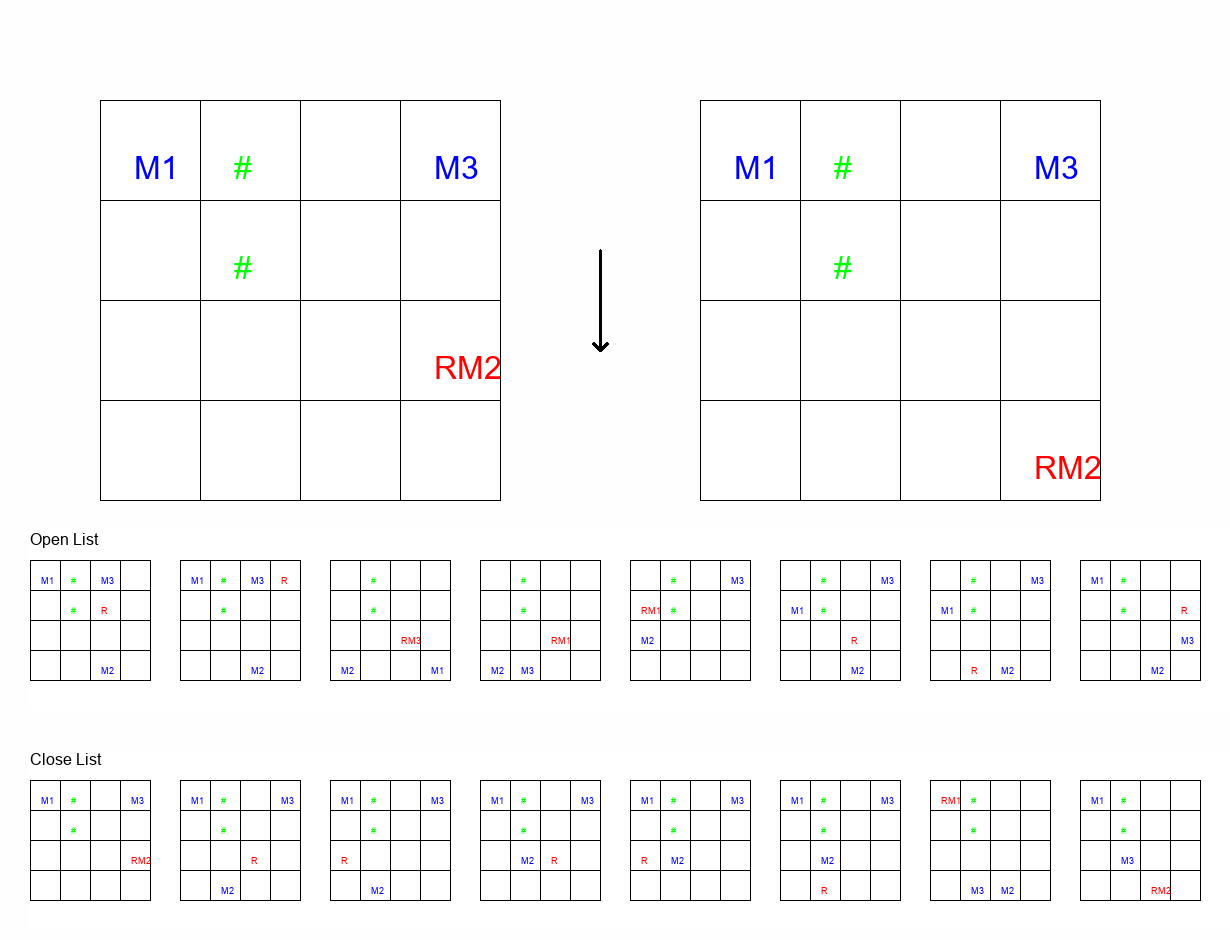 M1 # M3 M1 # M3
# #
RM2
RM2
Open List
M1 # M3 M1 # M3 R # # # M3 # M3 # M3 M1 #
# R # # # RM1 # M1 # M1 # # R
RM3 RM1 M2 R M3
M2 M2 M2 M1 M2 M3 M2 R M2 M2
Close List
M1 # M3 M1 # M3 M1 # M3 M1 # M3 M1 # M3 M1 # M3 RM1 # M1 #
# # # # # # # #
RM2 R R M2 R R M2 M2 M3
M2 M2 R M3 M2 RM2